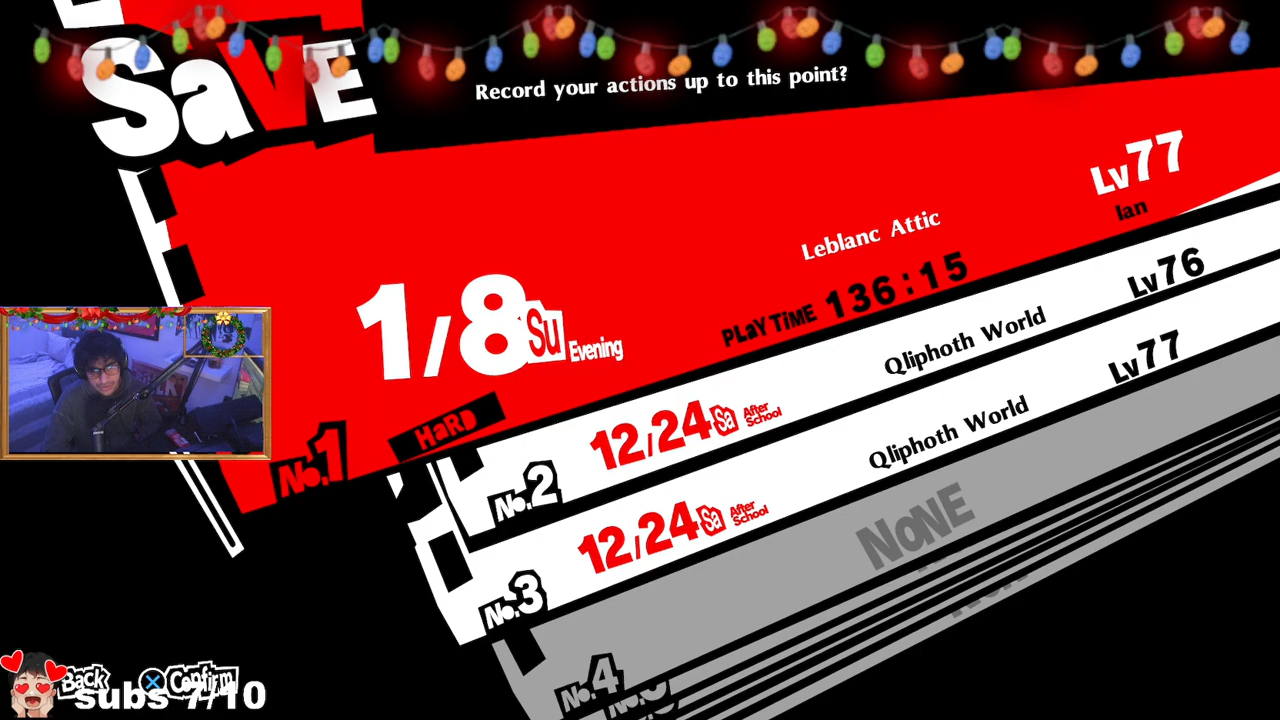 SaVE
Record your actions up to this point?
Lv77
Ian
Leblanc Attic
PLaY TiME 136:15
1/8 Su Evening
HaRD
No.1
Lv76
Qliphoth World
12/24 Sa After School
No.2
Lv77
Qliphoth World
12/24 Sa After School
No.3
NoNE
No.4
Back
Confirm
subs 7/10